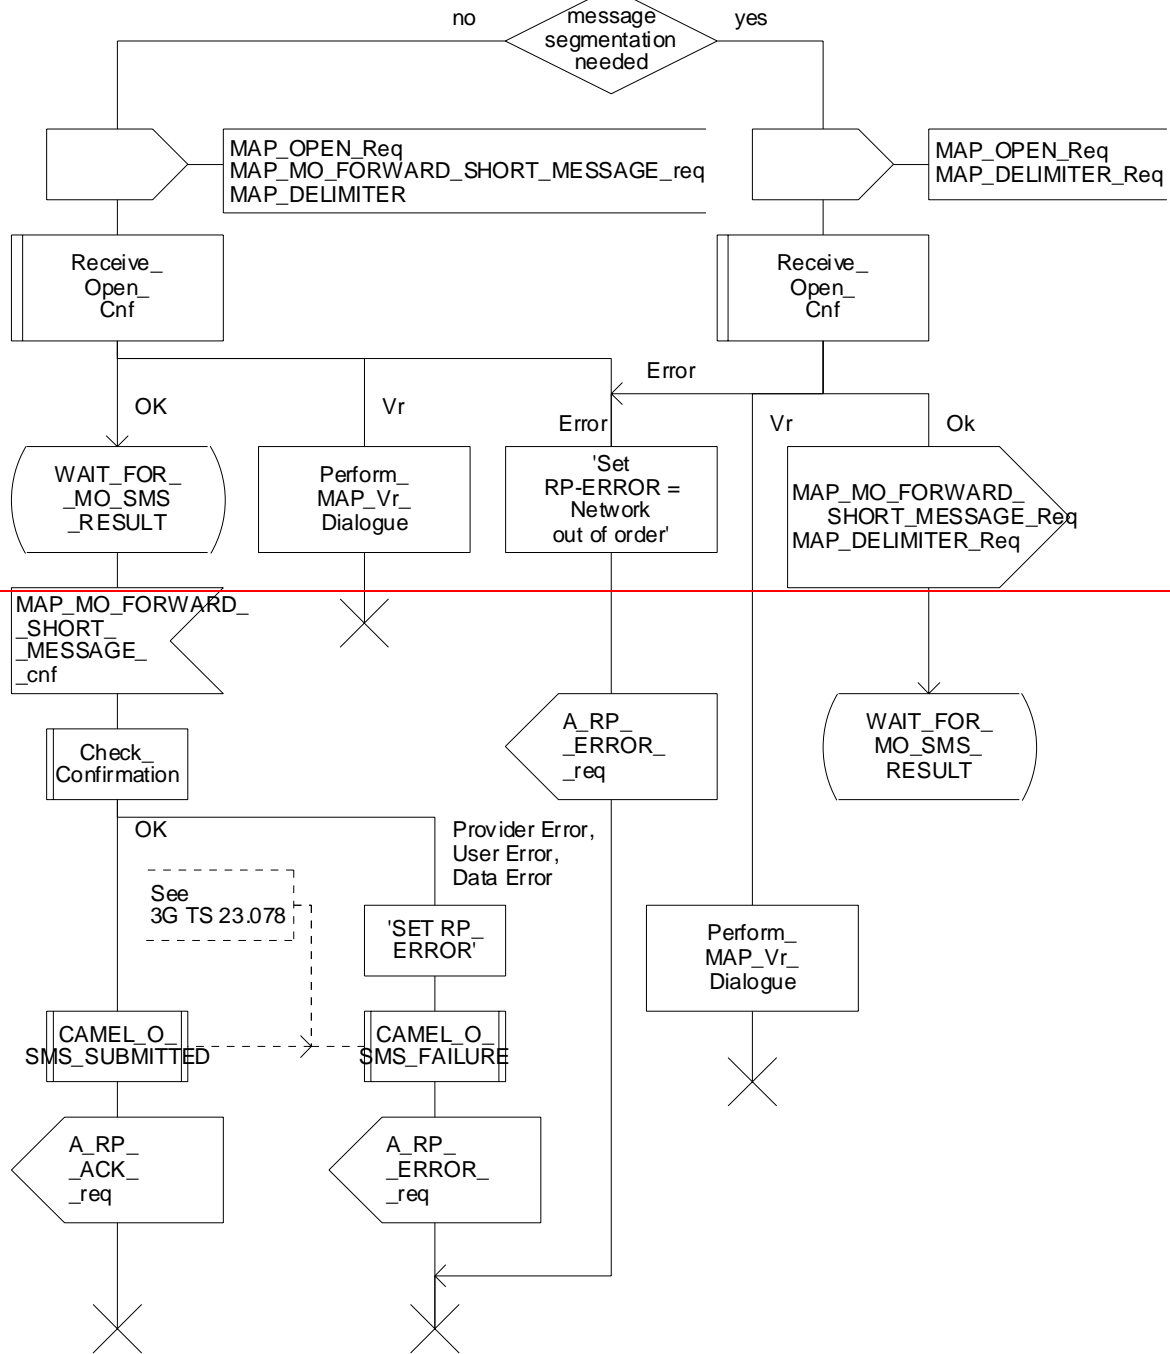 no
message
segmentation
needed
yes
MAP_OPEN_Req
MAP_MO_FORWARD_SHORT_MESSAGE_req
MAP_DELIMITER
MAP_OPEN_Req
MAP_DELIMITER_Req
Receive_
Open_
Cnf
Receive_
Open_
Cnf
Error
OK
Vr
Error
Vr
Ok
WAIT_FOR_
_MO_SMS
_RESULT
Perform_
MAP_Vr_
Dialogue
'Set
RP-ERROR =
Network
out of order'
MAP_MO_FORWARD_
SHORT_MESSAGE_Req
MAP_DELIMITER_Req
MAP_MO_FORWARD_
_SHORT_
_MESSAGE_
_cnf
A_RP_
_ERROR_
_req
WAIT_FOR_
MO_SMS_
RESULT
Check_
Confirmation
OK
Provider Error,
User Error,
Data Error
See
3G TS 23.078
'SET RP_
ERROR'
Perform_
MAP_Vr_
Dialogue
CAMEL_O_
SMS_SUBMITTED
CAMEL_O_
SMS_FAILURE
A_RP_
_ACK_
_req
A_RP_
_ERROR_
_req